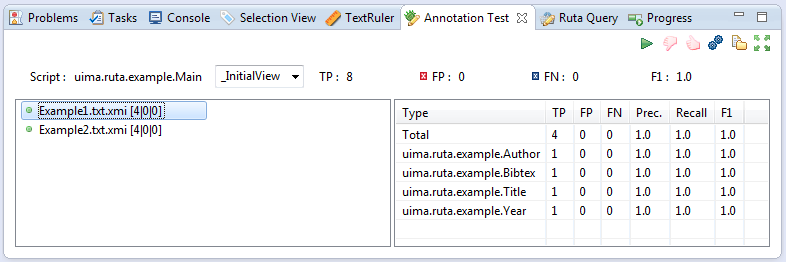 Problems Tasks Console Selection View TextRuler Annotation Test Ruta Query Progress
Script : uima.ruta.example.Main _InitialView TP : 8 FP : 0 FN : 0 F1 : 1.0
Example1.txt.xmi [4|0|0]
Example2.txt.xmi [4|0|0]
Type TP FP FN Prec. Recall F1
Total 4 0 0 1.0 1.0 1.0
uima.ruta.example.Author 1 0 0 1.0 1.0 1.0
uima.ruta.example.Bibtex 1 0 0 1.0 1.0 1.0
uima.ruta.example.Title 1 0 0 1.0 1.0 1.0
uima.ruta.example.Year 1 0 0 1.0 1.0 1.0